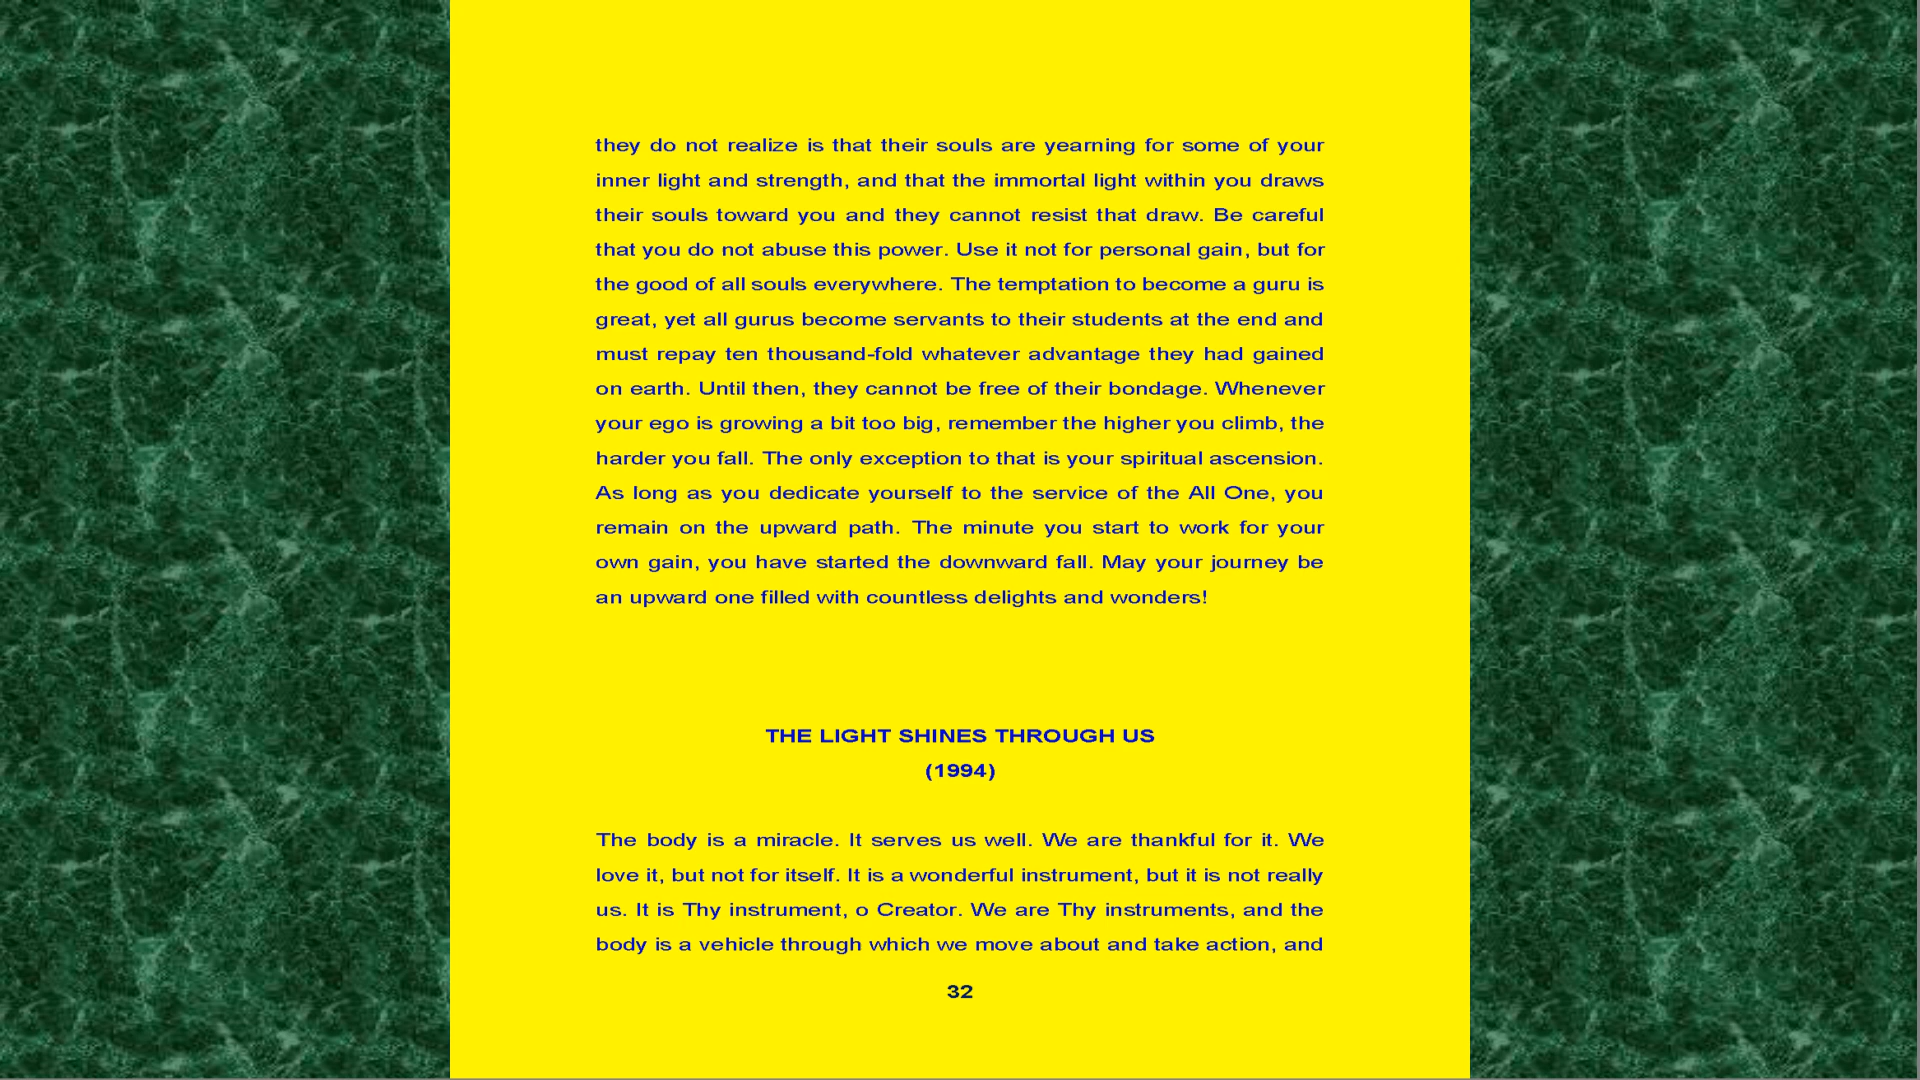 they do not realize is that their souls are yearning for some of your
inner light and strength, and that the immortal light within you draws
their souls toward you and they cannot resist that draw. Be careful
that you do not abuse this power. Use it not for personal gain, but for
the good of all souls everywhere. The temptation to become a guru is
great, yet all gurus become servants to their students at the end and
must repay ten thousand-fold whatever advantage they had gained
on earth. Until then, they cannot be free of their bondage. Whenever
your ego is growing a bit too big, remember the higher you climb, the
harder you fall. The only exception to that is your spiritual ascension.
As long as you dedicate yourself to the service of the All One, you
remain on the upward path. The minute you start to work for your
own gain, you have started the downward fall. May your journey be
an upward one filled with countless delights and wonders!
THE LIGHT SHINES THROUGH US
(1994)
The body is a miracle. It serves us well. We are thankful for it. We
love it, but not for itself. It is a wonderful instrument, but it is not really
us. It is Thy instrument, o Creator. We are Thy instruments, and the
body is a vehicle through which we move about and take action, and
32